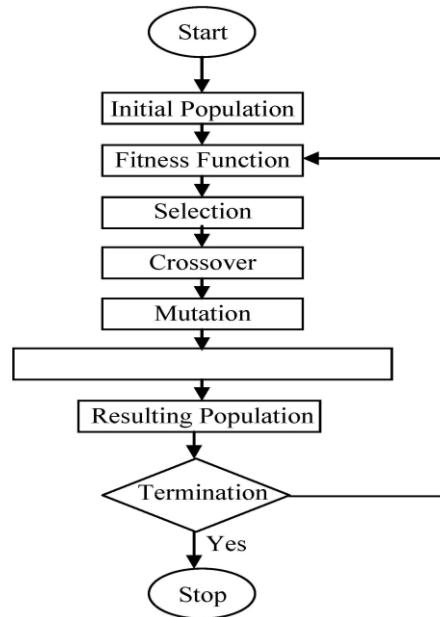 Start
Initial Population
Fitness Function
Selection
Crossover
Mutation
Resulting Population
Termination
Yes
Stop